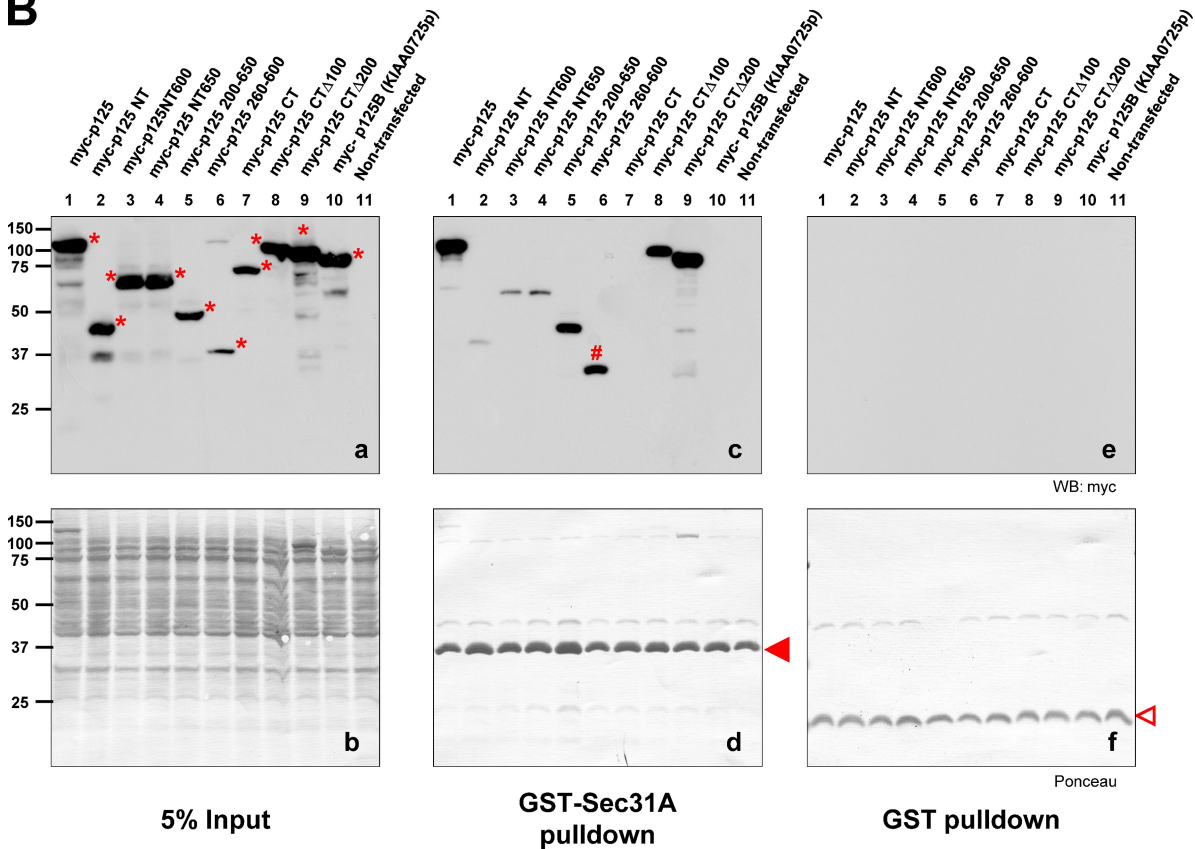 B
myc-p125
myc-p125 NT
myc-p125NT600
myc-p125 NT650
myc-p125 200-650
myc-p125 260-600
myc-p125 CT
myc-p125 CTΔ100
myc-p125 CTΔ200
myc- p125B (KIAA0725p)
Non-transfected
myc-p125
myc-p125 NT
myc-p125 NT600
myc-p125 NT650
myc-p125 200-650
myc-p125 260-600
myc-p125 CT
myc-p125 CTΔ100
myc-p125 CTΔ200
myc- p125B (KIAA0725p)
Non-transfected
myc-p125
myc-p125 NT
myc-p125 NT600
myc-p125 NT650
myc-p125 200-650
myc-p125 260-600
myc-p125 CT
myc-p125 CTΔ100
myc-p125 CTΔ200
myc- p125B (KIAA0725p)
Non-transfected
1 2 3 4 5 6 7 8 9 10 11
1 2 3 4 5 6 7 8 9 10 11
1 2 3 4 5 6 7 8 9 10 11
150
100
75
50
37
25
* * * * * * * * * *
#
a
c
e
WB: myc
150
100
75
50
37
25
b
d
f
Ponceau
5% Input
GST-Sec31A
pulldown
GST pulldown